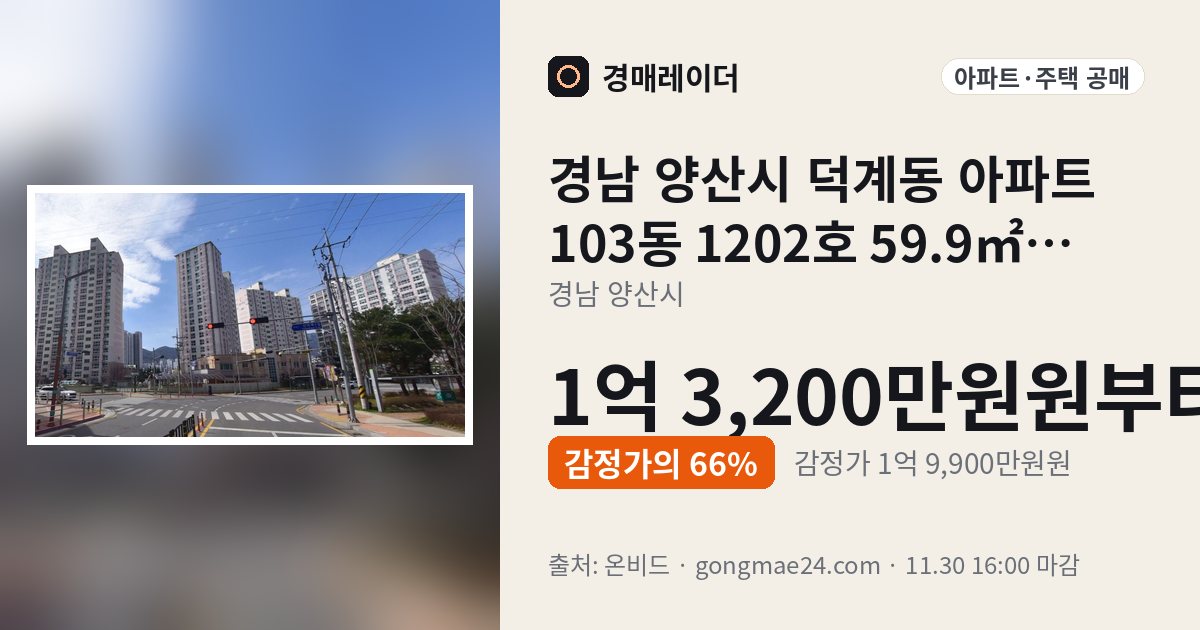 경매레이더
아파트·주택 공매
경남 양산시 덕계동 아파트
103동 1202호 59.9㎡…
경남 양산시
1억 3,200만원원부터
감정가의 66%
감정가 1억 9,900만원원
출처: 온비드 · gongmae24.com · 11.30 16:00 마감